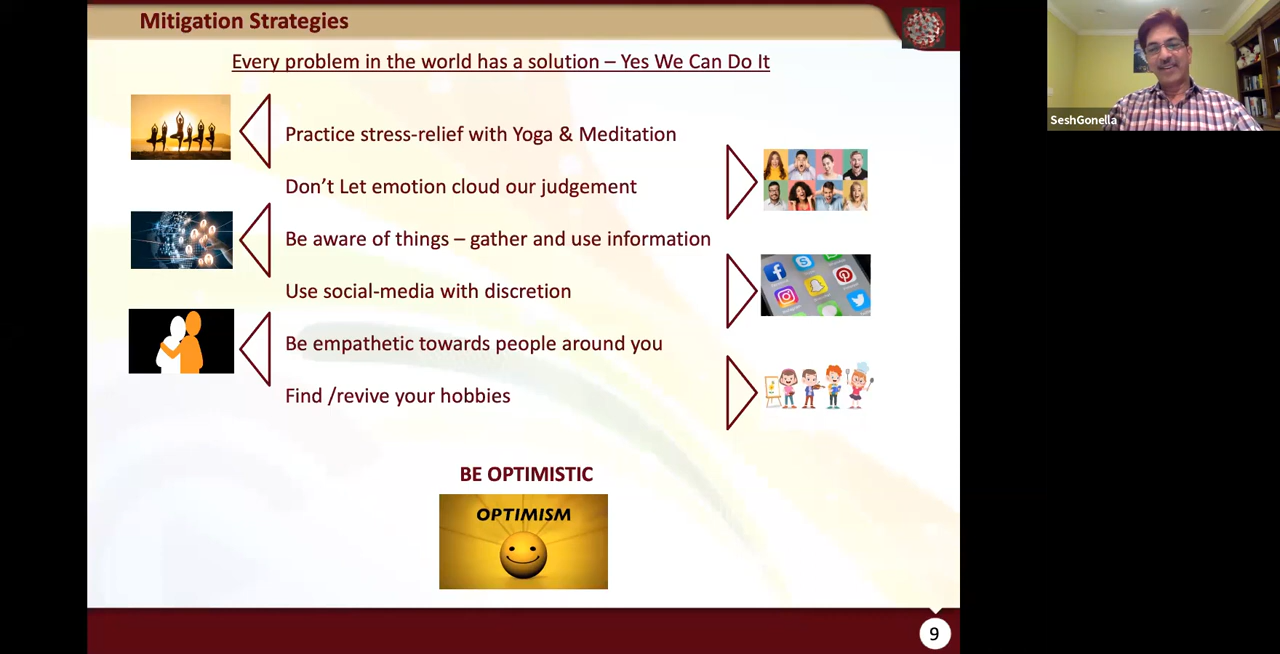 Mitigation Strategies
Every problem in the world has a solution – Yes We Can Do It
SeshGonella
Practice stress-relief with Yoga & Meditation
Don't Let emotion cloud our judgement
Be aware of things – gather and use information
Use social-media with discretion
Be empathetic towards people around you
Find /revive your hobbies
BE OPTIMISTIC
OPTIMISM
9